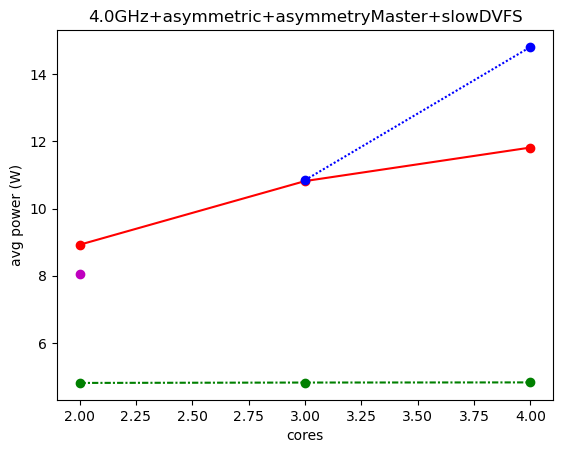 4.0GHz+asymmetric+asymmetryMaster+slowDVFS
avg power (W)
14
12
10
8
6
2.00 2.25 2.50 2.75 3.00 3.25 3.50 3.75 4.00
cores